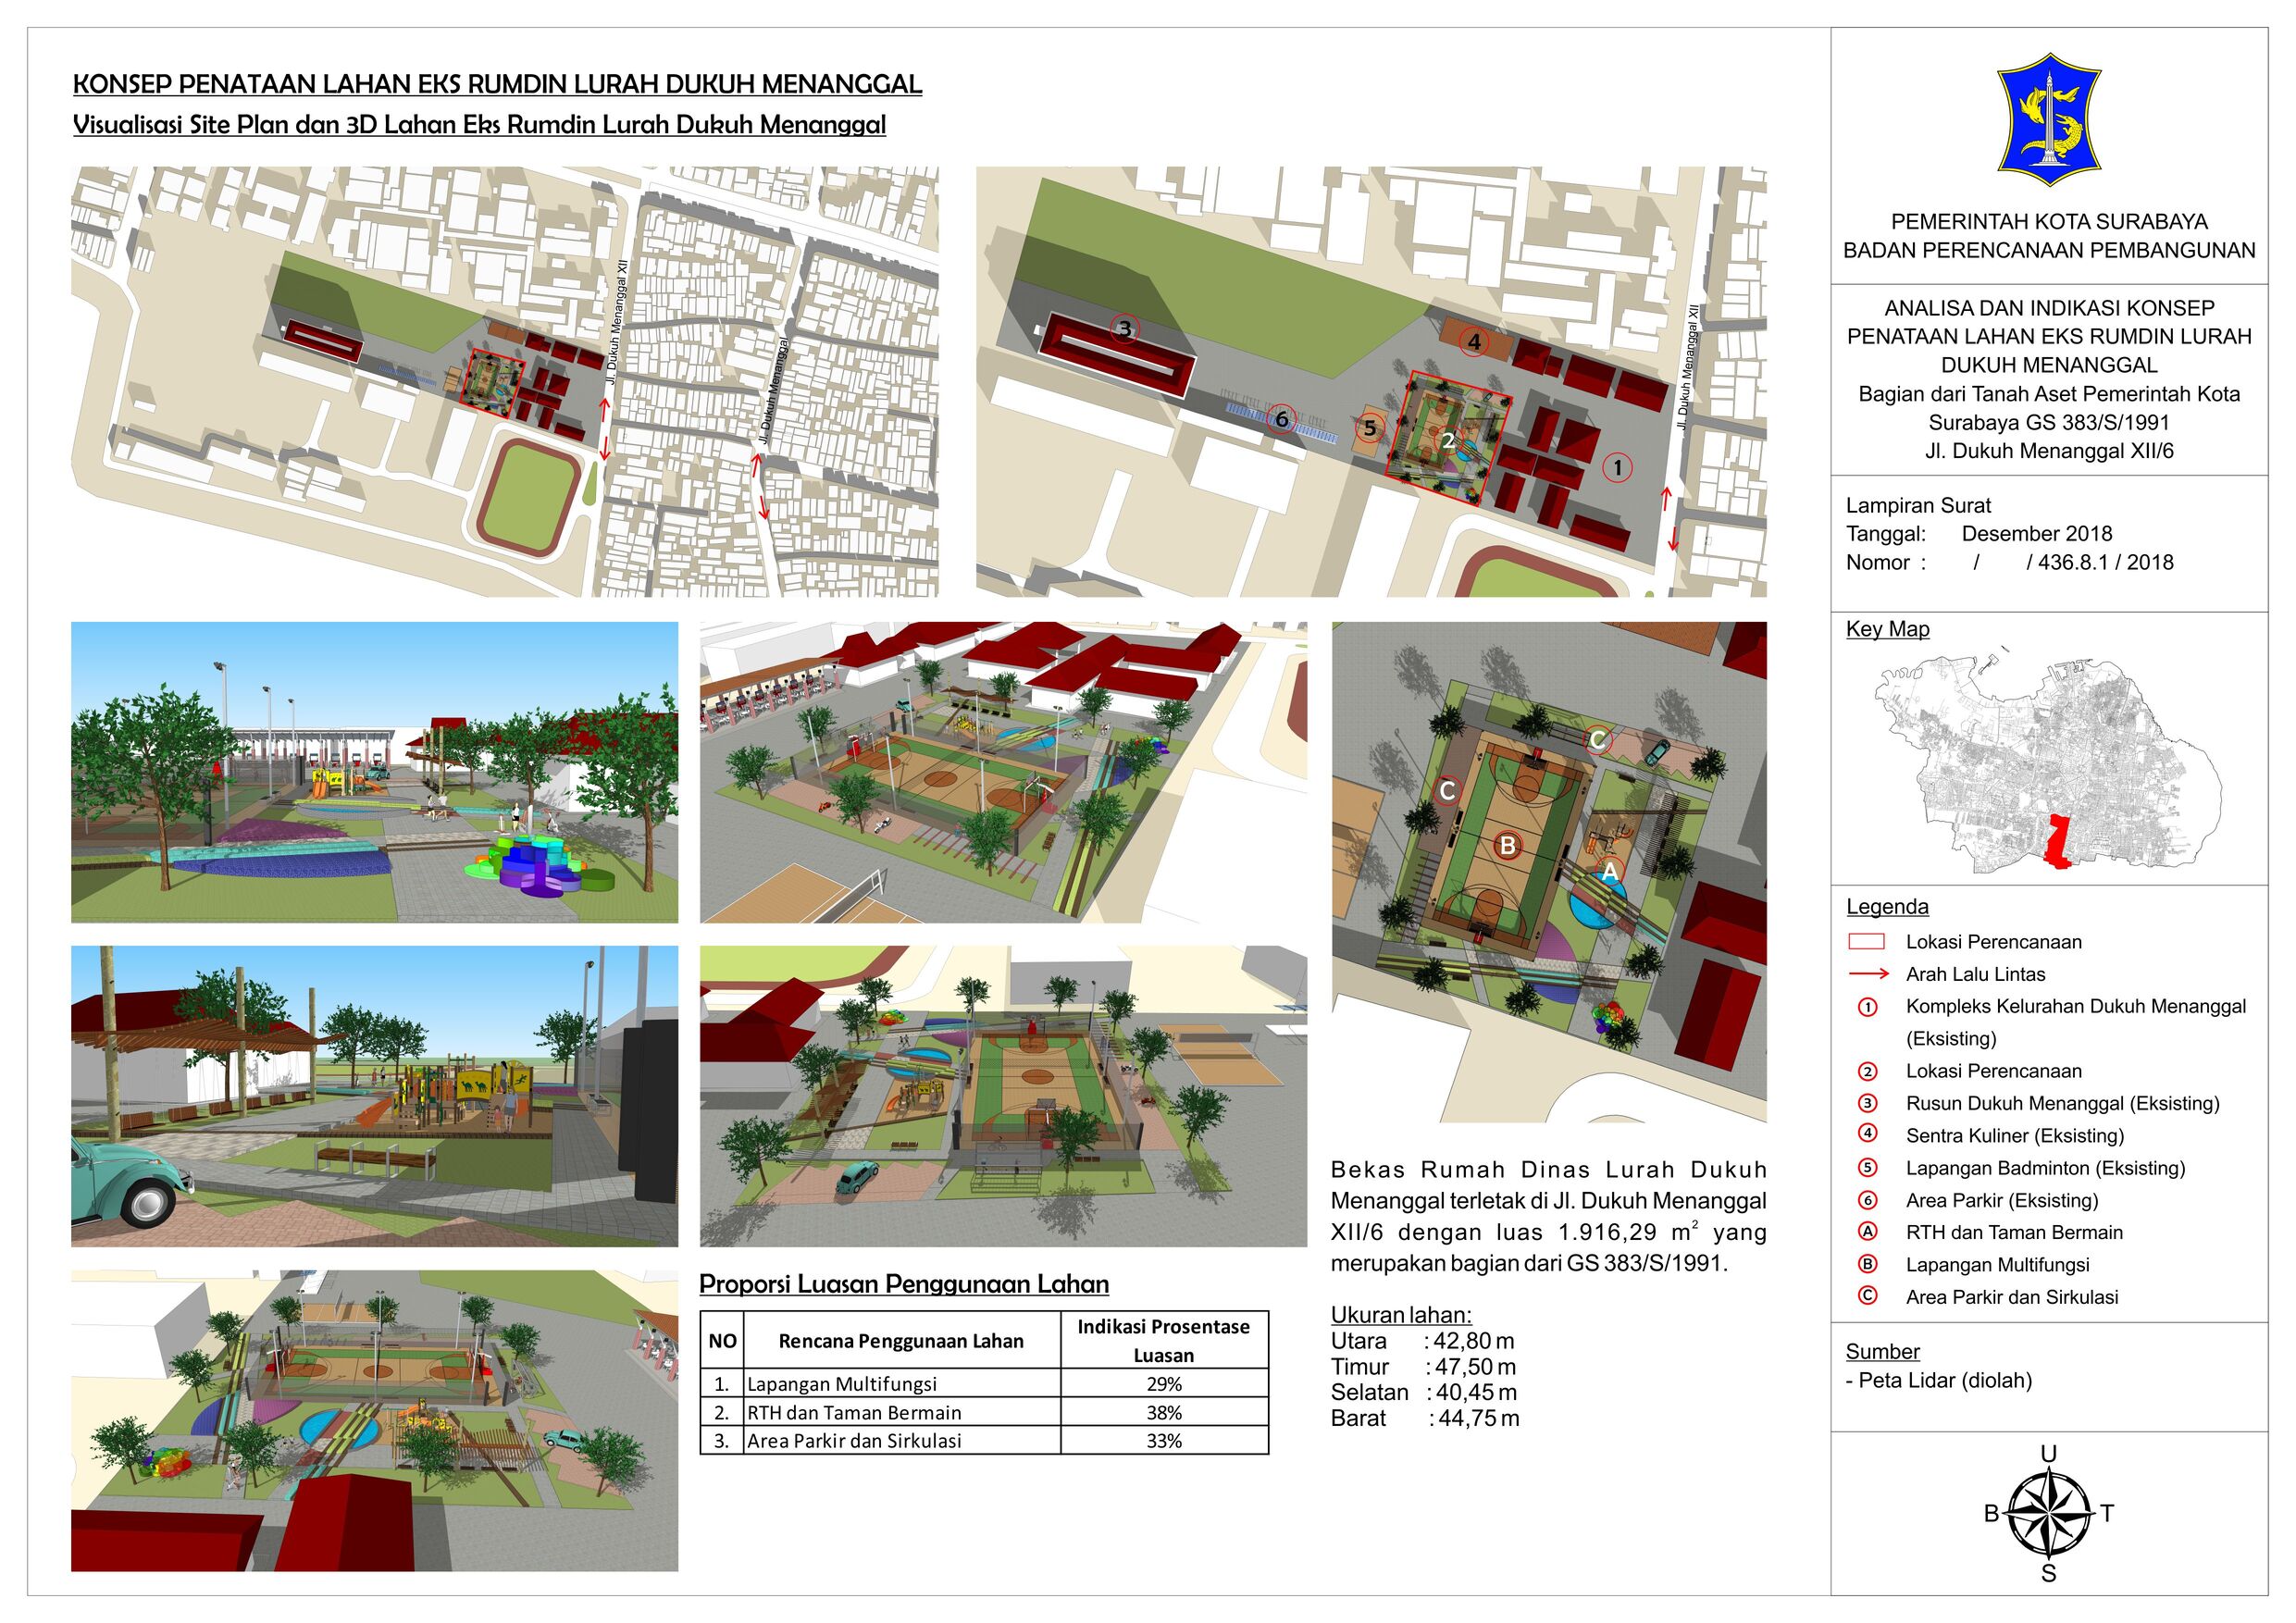 KONSEP PENATAAN LAHAN EKS RUMDIN LURAH DUKUH MENANGGAL
Visualisasi Site Plan dan 3D Lahan Eks Rumdin Lurah Dukuh Menanggal
Jl. Dukuh Menanggal XII
Jl. Dukuh Menanggal
Jl. Dukuh Menanggal XII
3
4
6
5
2
1
C
C
B
A
Bekas Rumah Dinas Lurah Dukuh
Menanggal terletak di Jl. Dukuh Menanggal
XII/6 dengan luas 1.916,29 m² yang
merupakan bagian dari GS 383/S/1991.
Ukuran lahan:
Utara : 42,80 m
Timur : 47,50 m
Selatan : 40,45 m
Barat : 44,75 m
Proporsi Luasan Penggunaan Lahan
NO Rencana Penggunaan Lahan Indikasi Prosentase
Luasan
1. Lapangan Multifungsi 29%
2. RTH dan Taman Bermain 38%
3. Area Parkir dan Sirkulasi 33%
PEMERINTAH KOTA SURABAYA
BADAN PERENCANAAN PEMBANGUNAN
ANALISA DAN INDIKASI KONSEP
PENATAAN LAHAN EKS RUMDIN LURAH
DUKUH MENANGGAL
Bagian dari Tanah Aset Pemerintah Kota
Surabaya GS 383/S/1991
Jl. Dukuh Menanggal XII/6
Lampiran Surat
Tanggal: Desember 2018
Nomor : / / 436.8.1 / 2018
Key Map
Legenda
Lokasi Perencanaan
Arah Lalu Lintas
1 Kompleks Kelurahan Dukuh Menanggal
(Eksisting)
2 Lokasi Perencanaan
3 Rusun Dukuh Menanggal (Eksisting)
4 Sentra Kuliner (Eksisting)
5 Lapangan Badminton (Eksisting)
6 Area Parkir (Eksisting)
A RTH dan Taman Bermain
B Lapangan Multifungsi
C Area Parkir dan Sirkulasi
Sumber
- Peta Lidar (diolah)
U
B T
S